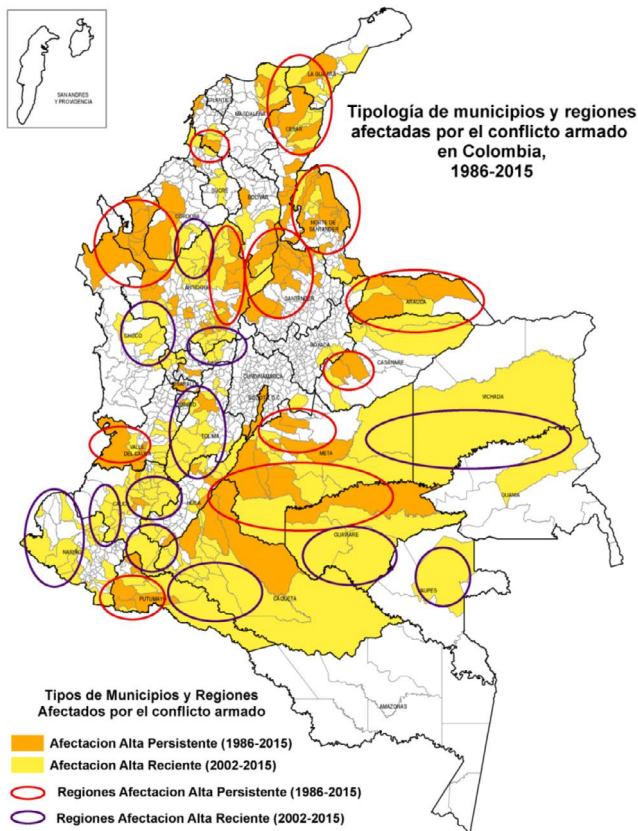 SAN ANDRES
Y PROVIDENCIA
Tipología de municipios y regiones
afectadas por el conflicto armado
en Colombia,
1986-2015
LA GUAJIRA
MAGDALENA
CESAR
SUCRE
BOLIVAR
CORDOBA
NORTE DE
SANTANDER
ANTIOQUIA
SANTANDER
ARAUCA
CHOCO
BOYACA
CASANARE
CUNDINAMARCA
VICHADA
TOLIMA
META
VALLE
DEL CAUCA
GUAINIA
CAUCA
HUILA
GUAVIARE
NARIÑO
VAUPES
PUTUMAYO
CAQUETA
AMAZONAS
Tipos de Municipios y Regiones
Afectados por el conflicto armado
Afectacion Alta Persistente (1986-2015)
Afectacion Alta Reciente (2002-2015)
Regiones Afectacion Alta Persistente (1986-2015)
Regiones Afectacion Alta Reciente (2002-2015)